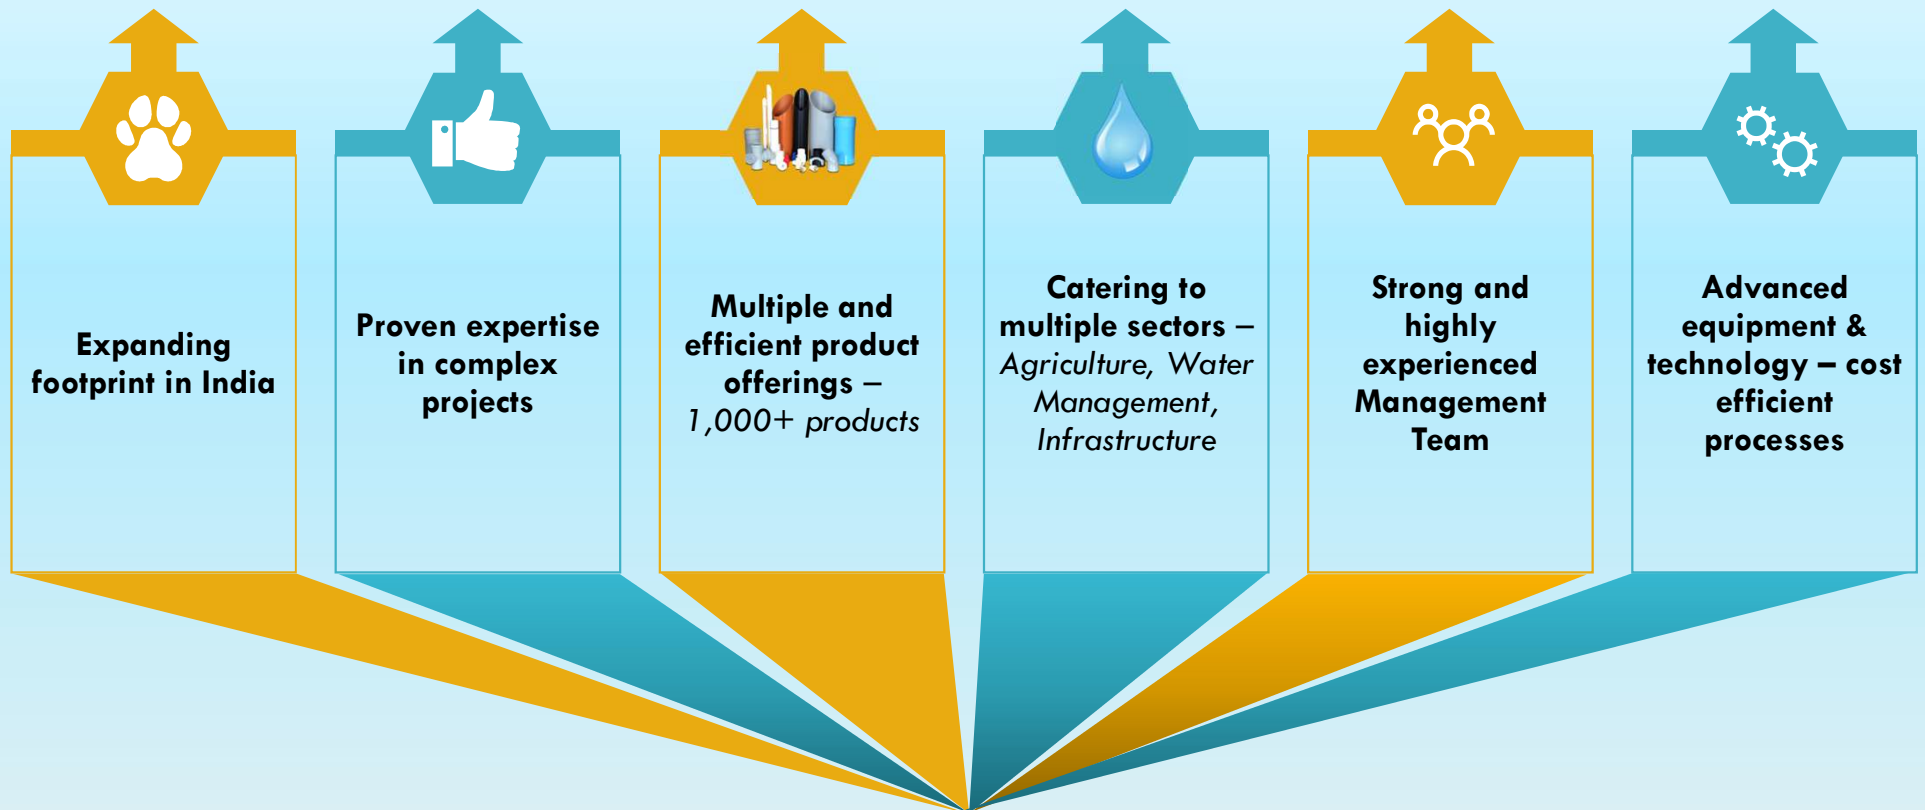 Expanding
footprint in India
Proven expertise
in complex
projects
Multiple and
efficient product
offerings –
1,000+ products
Catering to
multiple sectors –
Agriculture, Water
Management,
Infrastructure
Strong and
highly
experienced
Management
Team
Advanced
equipment &
technology – cost
efficient
processes